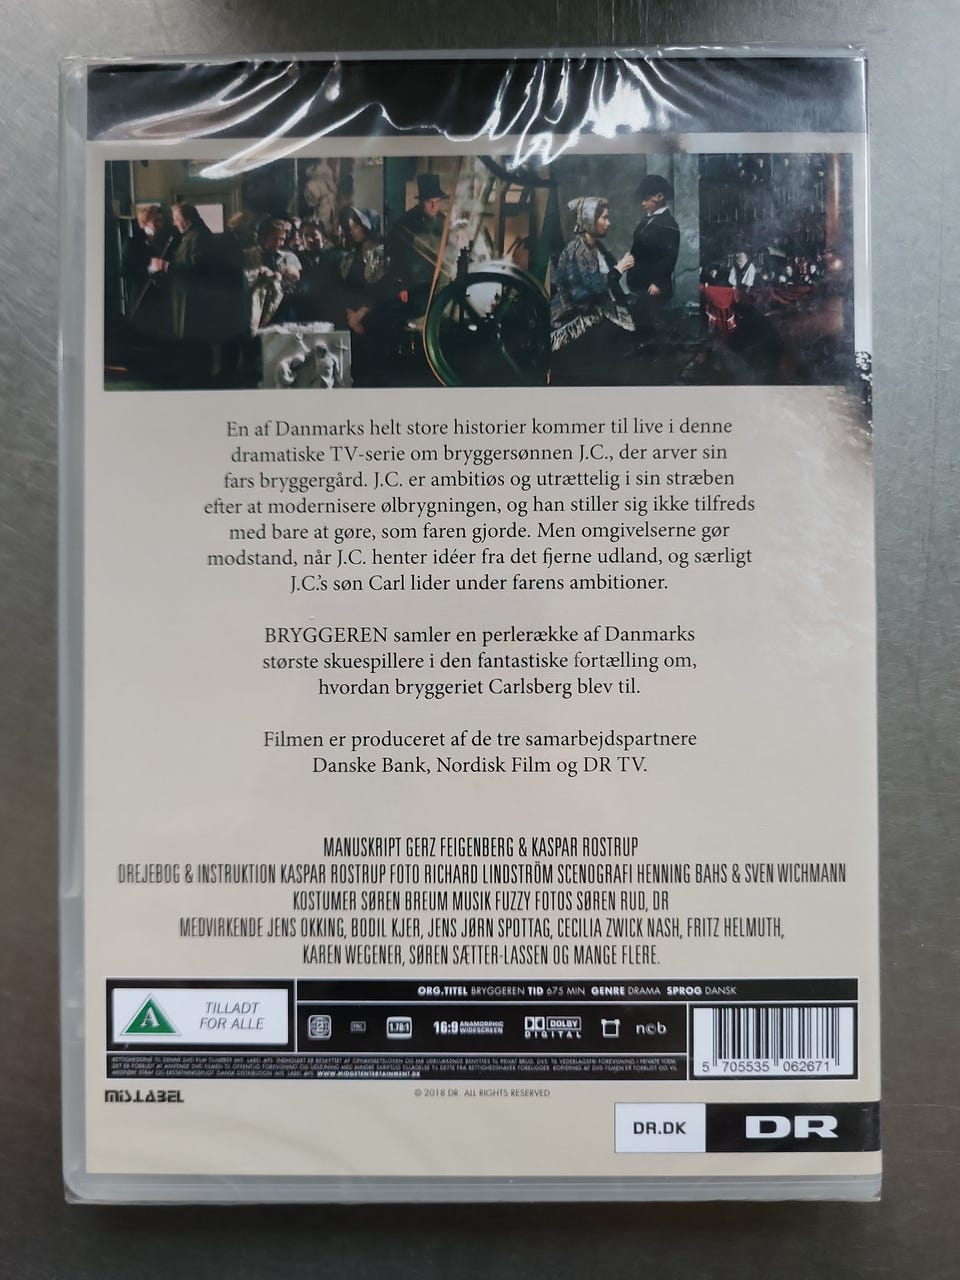 En af Danmarks helt store historier kommer til live i denne
dramatiske TV-serie om bryggersønnen J.C., der arver sin
fars bryggergård. J.C. er ambitiøs og utrættelig i sin stræben
efter at modernisere ølbrygningen, og han stiller sig ikke tilfreds
med bare at gøre, som faren gjorde. Men omgivelserne gør
modstand, når J.C. henter idéer fra det fjerne udland, og særligt
J.C.'s søn Carl lider under farens ambitioner.
BRYGGEREN samler en perlerække af Danmarks
største skuespillere i den fantastiske fortælling om,
hvordan bryggeriet Carlsberg blev til.
Filmen er produceret af de tre samarbejdspartnere
Danske Bank, Nordisk Film og DR TV.
MANUSKRIPT GERZ FEIGENBERG & KASPAR ROSTRUP
DREJEBOG & INSTRUKTION KASPAR ROSTRUP FOTO RICHARD LINDSTRÖM SCENOGRAFI HENNING BAHS & SVEN WICHMANN
KOSTUMER SØREN BREUM MUSIK FUZZY FOTOS SØREN RUD, DR
MEDVIRKENDE JENS OKKING, BODIL KJER, JENS JØRN SPOTTAG, CECILIA ZWICK NASH, FRITZ HELMUTH,
KAREN WEGENER, SØREN SÆTTER-LASSEN OG MANGE FLERE.
ORG.TITEL BRYGGEREN TID 675 MIN GENRE DRAMA SPROG DANSK
A TILLADT
FOR ALLE
PAL 1.78:1 16:9 ANAMORPHIC WIDESCREEN DOLBY DIGITAL ncb
WWW.MIDGETENTERTAINMENT.DK
5 705535 062671
MIS.LABEL
© 2018 DR. ALL RIGHTS RESERVED
DR.DK DR